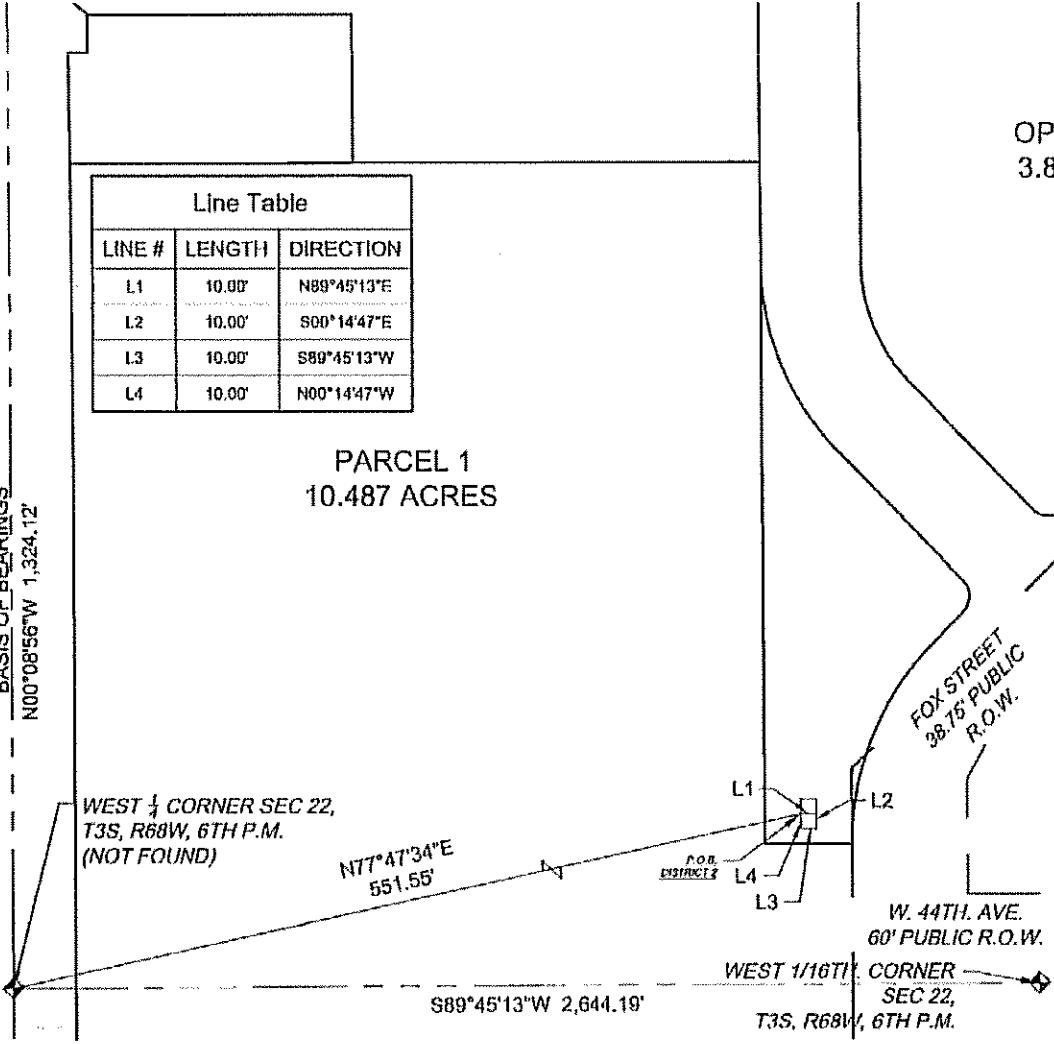 OP
3.8
Line Table
LINE # LENGTH DIRECTION
L1 10.00' N89°45'13"E
L2 10.00' S00°14'47"E
L3 10.00' S89°45'13"W
L4 10.00' N00°14'47"W
PARCEL 1
10.487 ACRES
BASIS OF BEARINGS
N00°08'56"W 1,324.12'
FOX STREET
38.75' PUBLIC
R.O.W.
WEST ¼ CORNER SEC 22,
T3S, R68W, 6TH P.M.
(NOT FOUND)
L1
L2
N77°47'34"E
551.55'
P.O.B.
DISTRICT 2
L4
L3
W. 44TH. AVE.
60' PUBLIC R.O.W.
WEST 1/16TH. CORNER
SEC 22,
T3S, R68W, 6TH P.M.
S89°45'13"W 2,644.19'